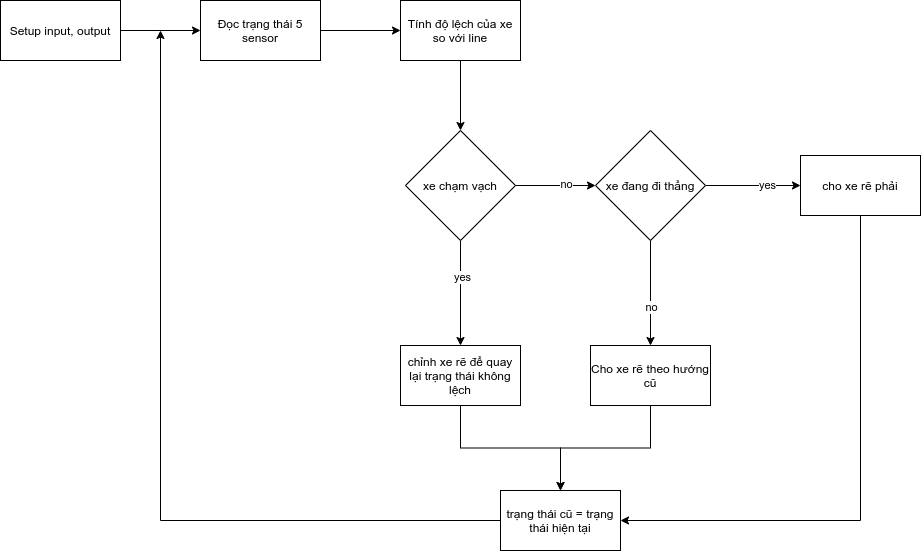 Setup input, output
Đọc trạng thái 5
sensor
Tính độ lệch của xe
so với line
xe chạm vạch
no
xe đang đi thẳng
yes
cho xe rẽ phải
yes
no
chỉnh xe rẽ để quay
lại trạng thái không
lệch
Cho xe rẽ theo hướng
cũ
trạng thái cũ = trạng
thái hiện tại